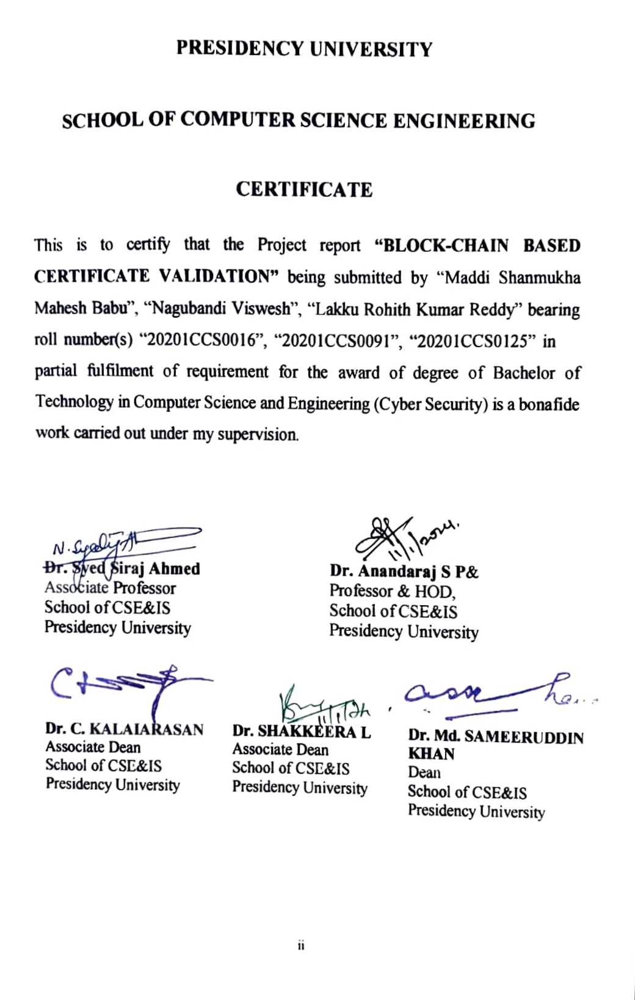 PRESIDENCY UNIVERSITY
SCHOOL OF COMPUTER SCIENCE ENGINEERING
CERTIFICATE
This is to certify that the Project report “BLOCK-CHAIN BASED
CERTIFICATE VALIDATION” being submitted by “Maddi Shanmukha
Mahesh Babu”, “Nagubandi Viswesh”, “Lakku Rohith Kumar Reddy” bearing
roll number(s) “20201CCS0016”, “20201CCS0091”, “20201CCS0125” in
partial fulfilment of requirement for the award of degree of Bachelor of
Technology in Computer Science and Engineering (Cyber Security) is a bonafide
work carried out under my supervision.
11/1/2024.
Dr. Syed Siraj Ahmed
Associate Professor
School of CSE&IS
Presidency University
Dr. Anandaraj S P&
Professor & HOD,
School of CSE&IS
Presidency University
Dr. C. KALAIARASAN
Associate Dean
School of CSE&IS
Presidency University
Dr. SHAKKEERA L
Associate Dean
School of CSE&IS
Presidency University
Dr. Md. SAMEERUDDIN
KHAN
Dean
School of CSE&IS
Presidency University
ii